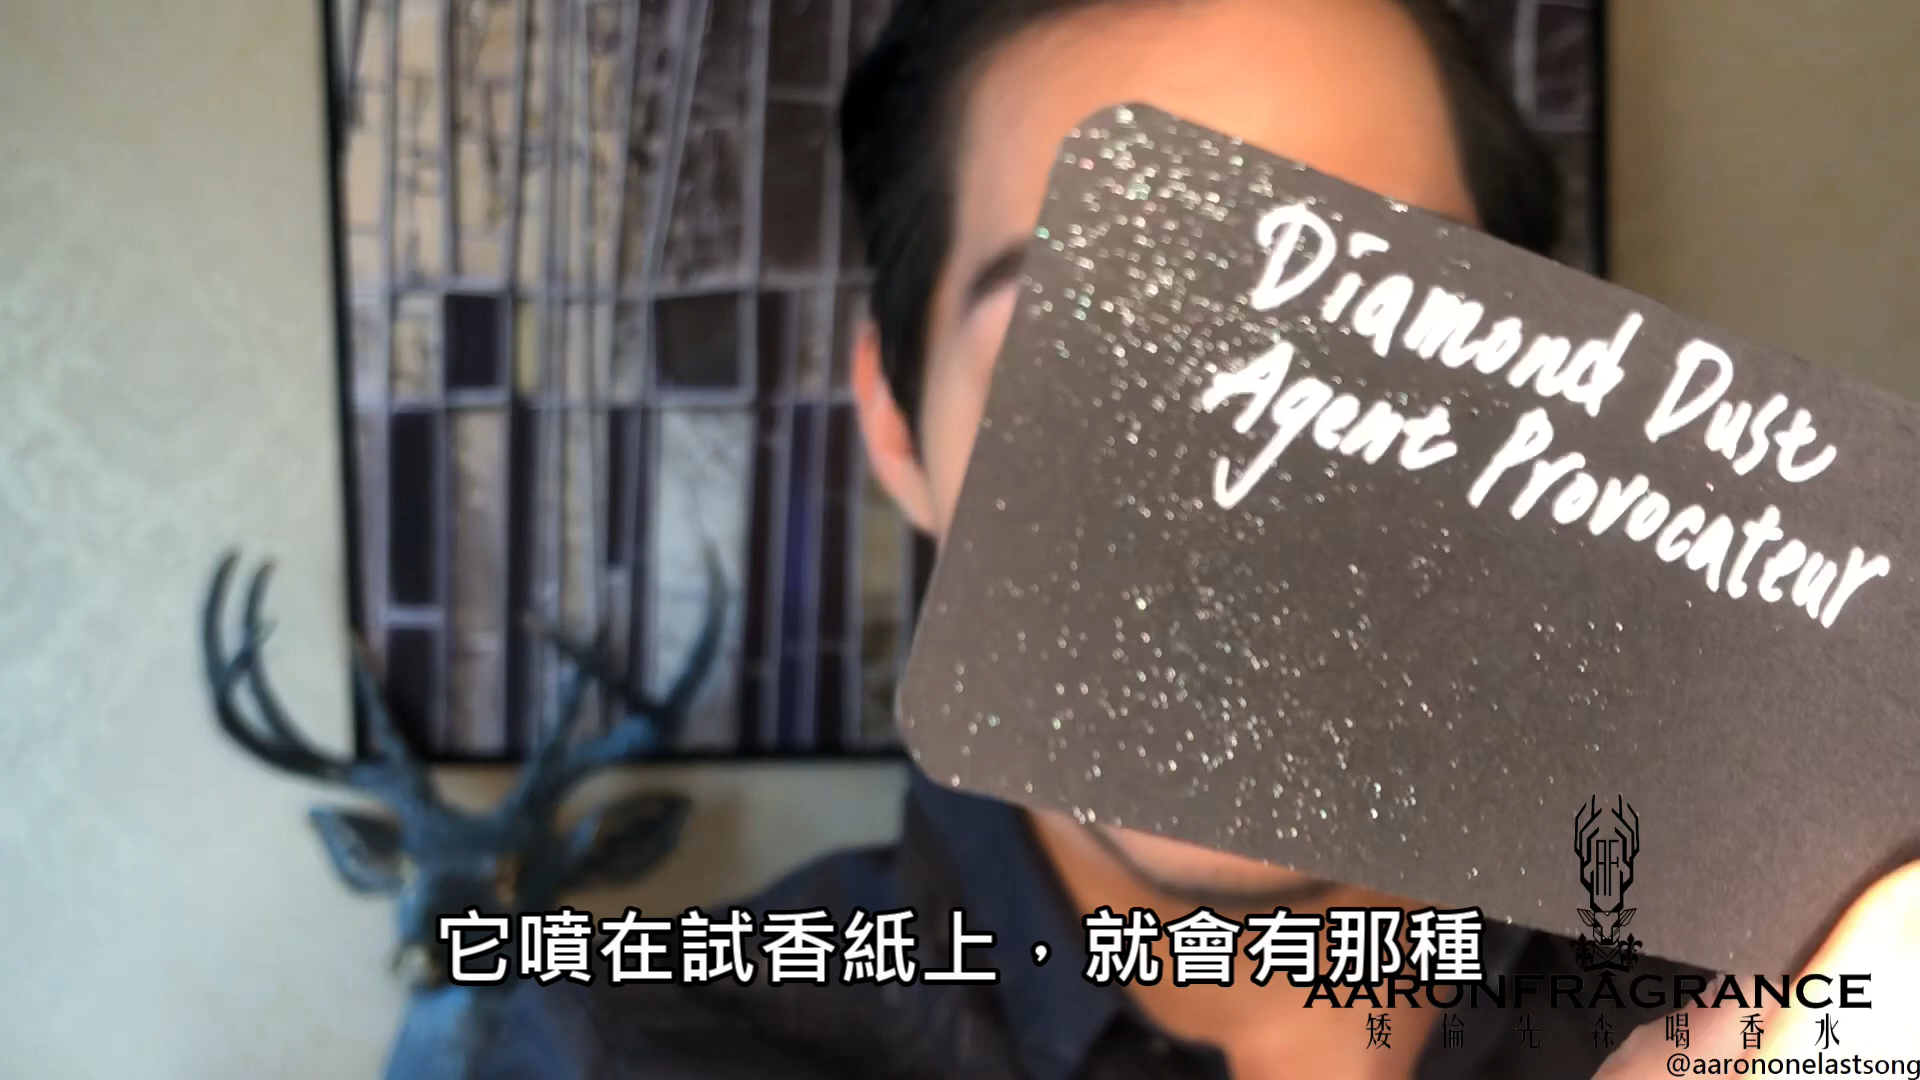 Diamond Dust
Agent Provocateur
它噴在試香紙上，就會有那種
AF
AARONFRAGRANCE
矮倫先森喝香水
@aarononelastsong